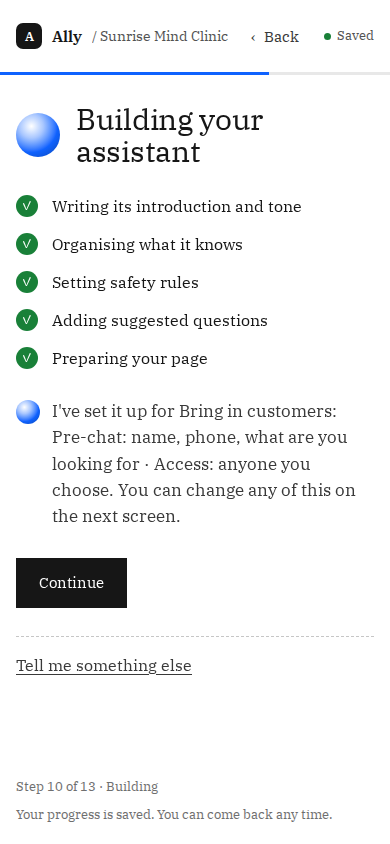 A Ally / Sunrise Mind Clinic ‹ Back Saved
Building your
assistant
Writing its introduction and tone
Organising what it knows
Setting safety rules
Adding suggested questions
Preparing your page
I've set it up for Bring in customers:
Pre-chat: name, phone, what are you
looking for · Access: anyone you
choose. You can change any of this on
the next screen.
Continue
Tell me something else
Step 10 of 13 · Building
Your progress is saved. You can come back any time.